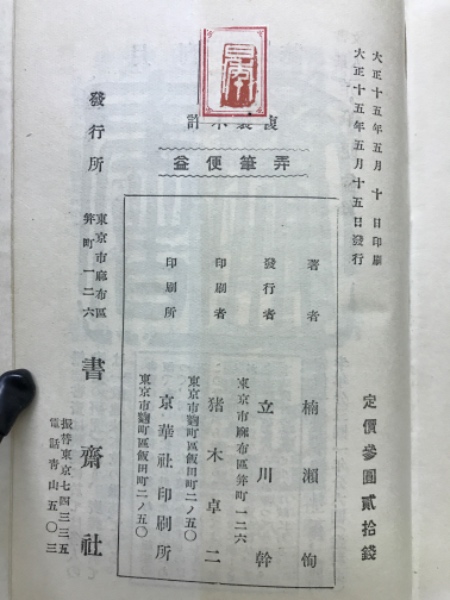 大正十五年五月十日印刷
大正十五年五月十五日發行
定價參圓貳拾錢
弄筆便益
著者 楠瀬恂
發行者 東京市麻布區笄町一二六 立川幹
印刷者 東京市麴町區飯田町二ノ五〇 猪木卓二
印刷所 東京市麴町區飯田町二ノ五〇 京華社印刷所
發行所 東京市麻布區笄町一二六 書齋社
振替東京七四三三五
電話青山五〇三